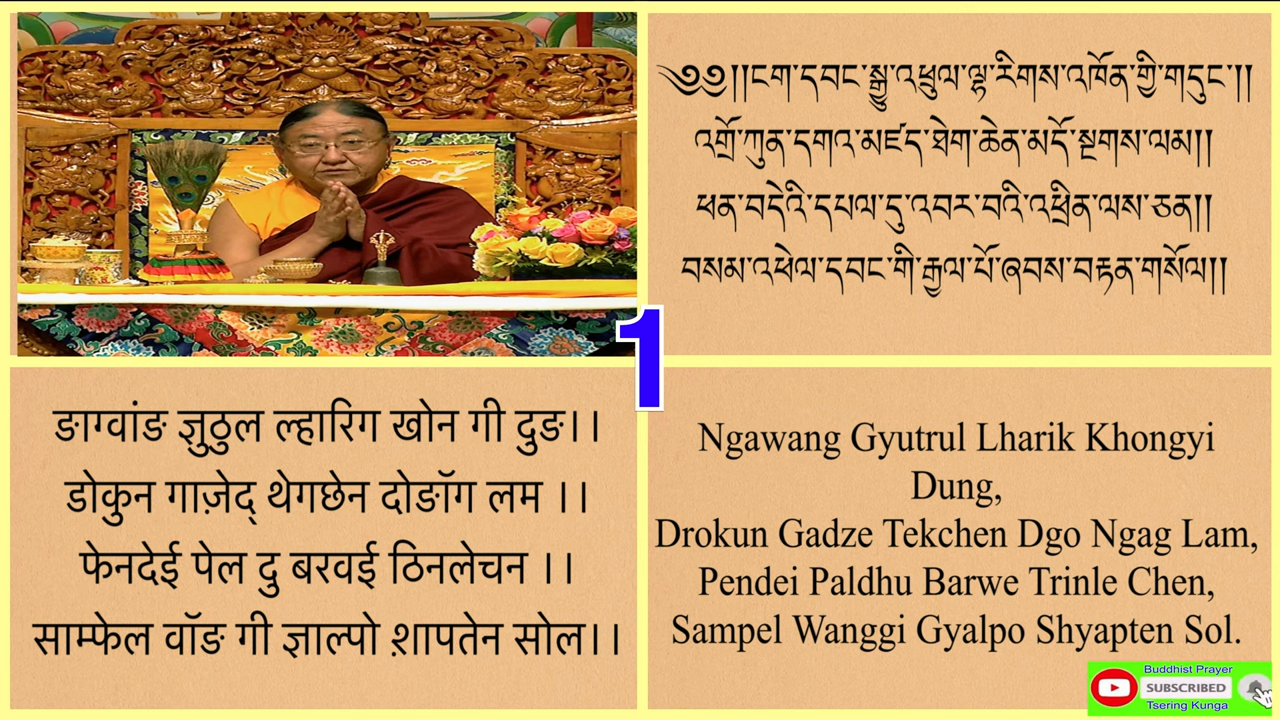 ༄༅།།ངག་དབང་སྒྱུ་འཕྲུལ་ལྷ་རིགས་འཁོན་གྱི་གདུང་།།
འགྲོ་ཀུན་དགའ་མཛད་ཐེག་ཆེན་མདོ་སྔགས་ལམ།།
ཕན་བདེའི་དཔལ་དུ་འབར་བའི་འཕྲིན་ལས་ཅན།།
བསམ་འཕེལ་དབང་གི་རྒྱལ་པོ་ཞབས་བརྟན་གསོལ།།
1
ङाग्वांङ ज्ञुठुल ल्हारिग खोन गी दुङ।।
डोकुन गाज़ेद् थेगछेन दोङॉग लम ।।
फेनदेई पेल दु बरवई ठिनलेचन ।।
साम्फेल वॉङ गी ज्ञाल्पो श़ापतेन सोल।।
Ngawang Gyutrul Lharik Khongyi
Dung,
Drokun Gadze Tekchen Dgo Ngag Lam,
Pendei Paldhu Barwe Trinle Chen,
Sampel Wanggi Gyalpo Shyapten Sol.
Buddhist Prayer
SUBSCRIBED
Tsering Kunga